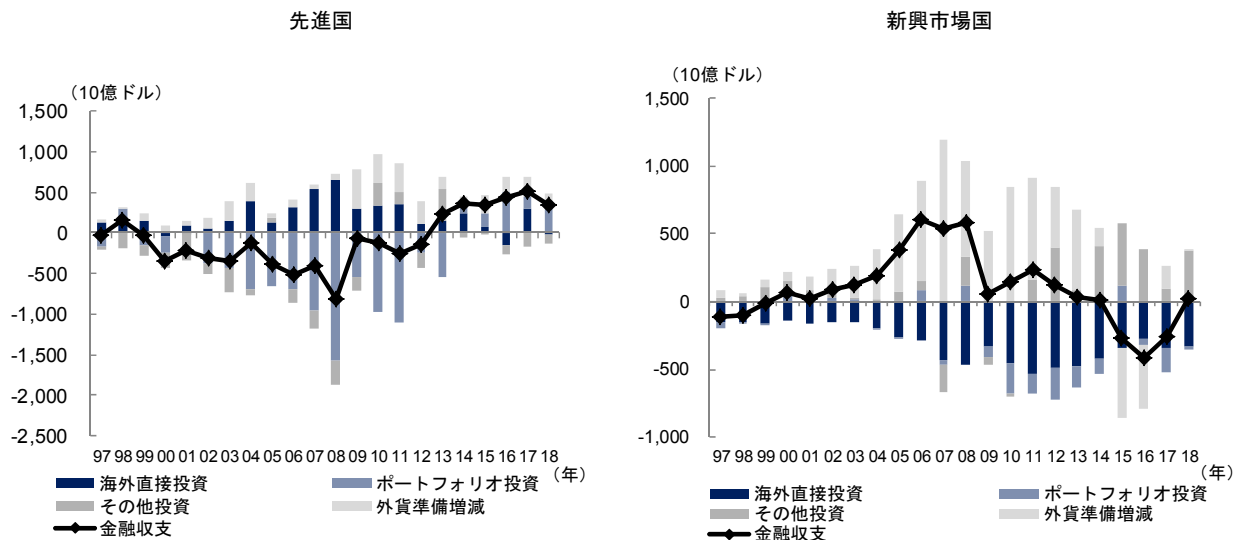 先進国
（10億ドル）
1,500
1,000
500
0
-500
-1,000
-1,500
-2,000
-2,500
97 98 99 00 01 02 03 04 05 06 07 08 09 10 11 12 13 14 15 16 17 18
（年）
海外直接投資 ポートフォリオ投資
その他投資 外貨準備増減
金融収支
新興市場国
（10億ドル）
1,500
1,000
500
0
-500
-1,000
97 98 99 00 01 02 03 04 05 06 07 08 09 10 11 12 13 14 15 16 17 18
（年）
海外直接投資 ポートフォリオ投資
その他投資 外貨準備増減
金融収支